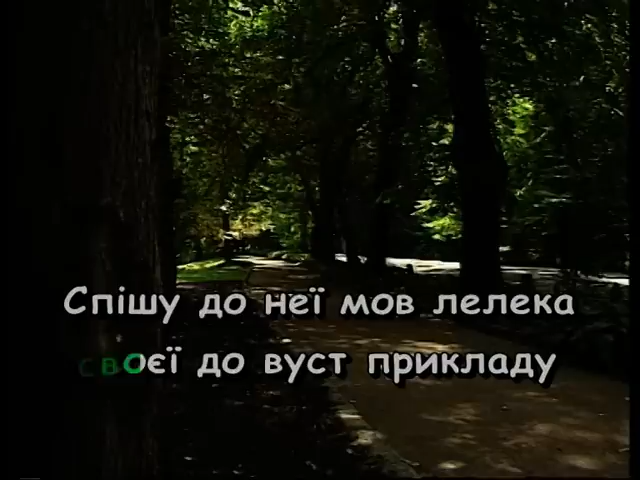 Спішу до неї мов лелека
своєї до вуст прикладу